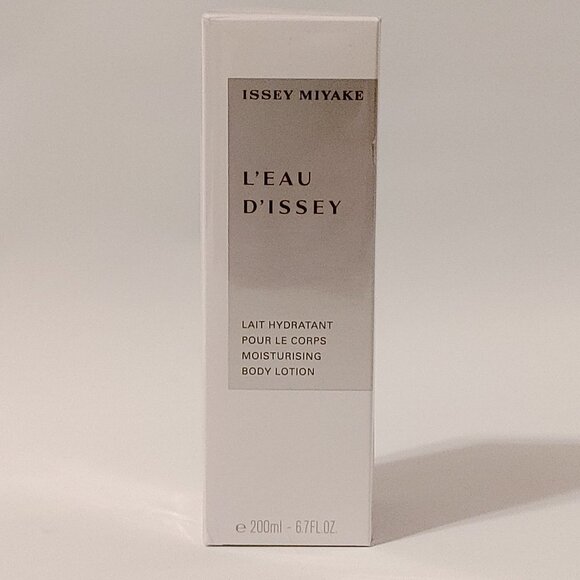 ISSEY MIYAKE
L'EAU
D'ISSEY
LAIT HYDRATANT
POUR LE CORPS
MOISTURISING
BODY LOTION
℮ 200ml - 6.7FL.OZ.